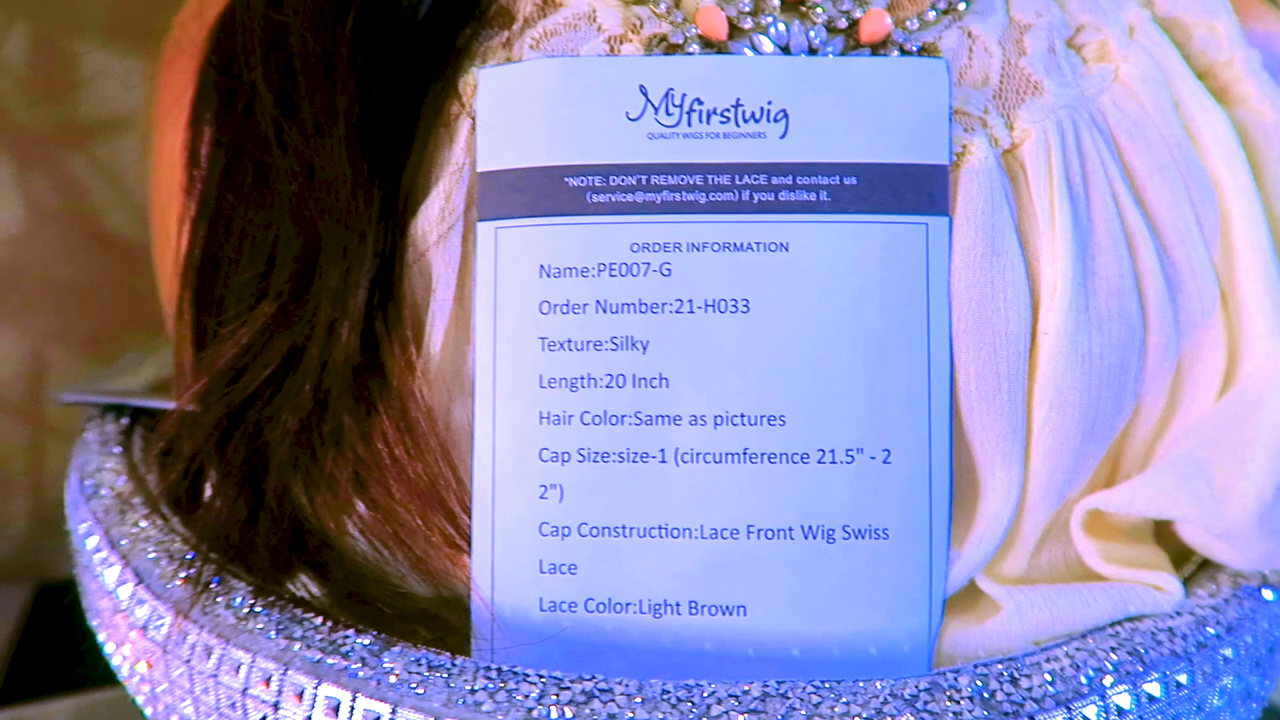 Myfirstwig
QUALITY WIGS FOR BEGINNERS
*NOTE: DON'T REMOVE THE LACE and contact us
(service@myfirstwig.com) if you dislike it.
ORDER INFORMATION
Name:PE007-G
Order Number:21-H033
Texture:Silky
Length:20 Inch
Hair Color:Same as pictures
Cap Size:size-1 (circumference 21.5" - 2
2")
Cap Construction:Lace Front Wig Swiss
Lace
Lace Color:Light Brown